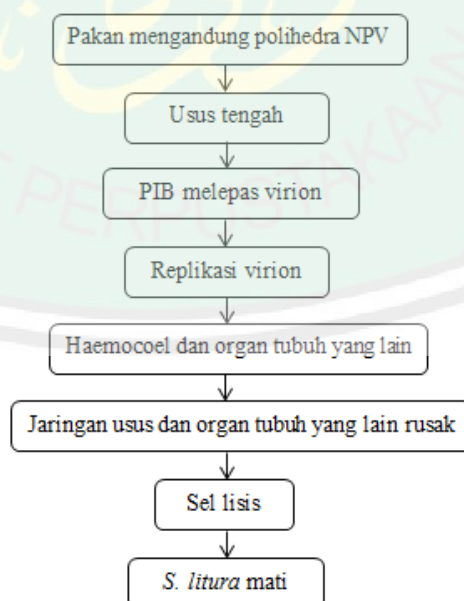 Pakan mengandung polihedra NPV
Usus tengah
PIB melepas virion
Replikasi virion
Haemocoel dan organ tubuh yang lain
Jaringan usus dan organ tubuh yang lain rusak
Sel lisis
S. litura mati